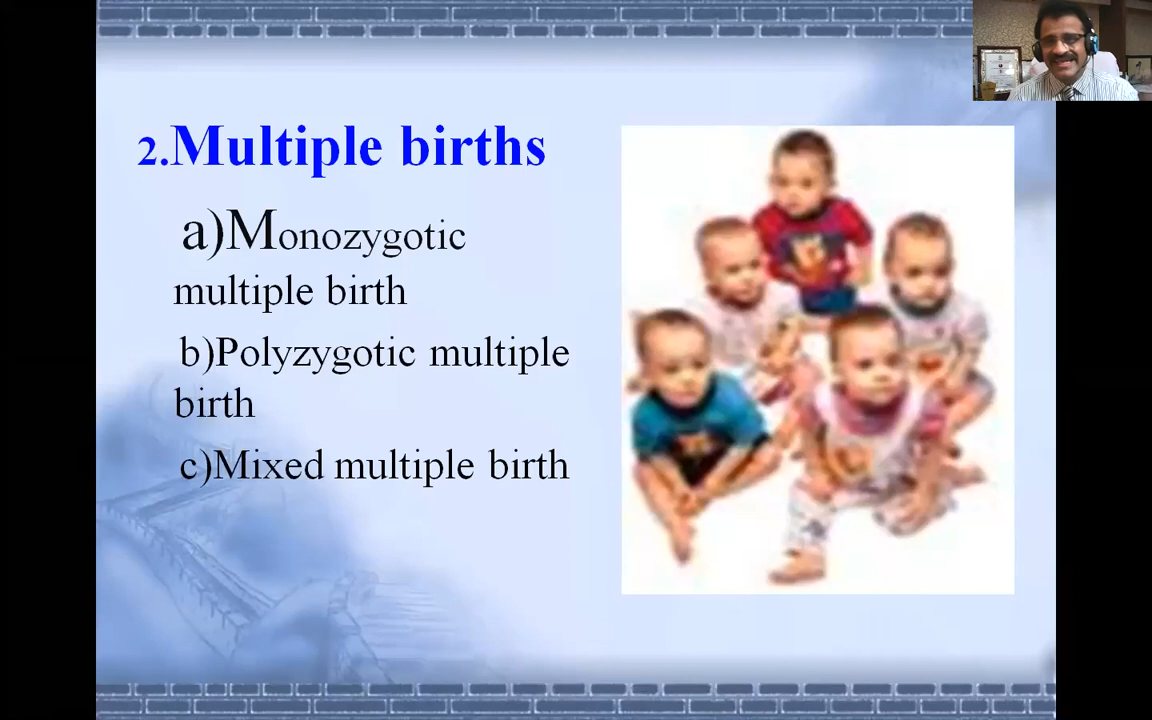 2.Multiple births
a)Monozygotic
multiple birth
b)Polyzygotic multiple
birth
c)Mixed multiple birth